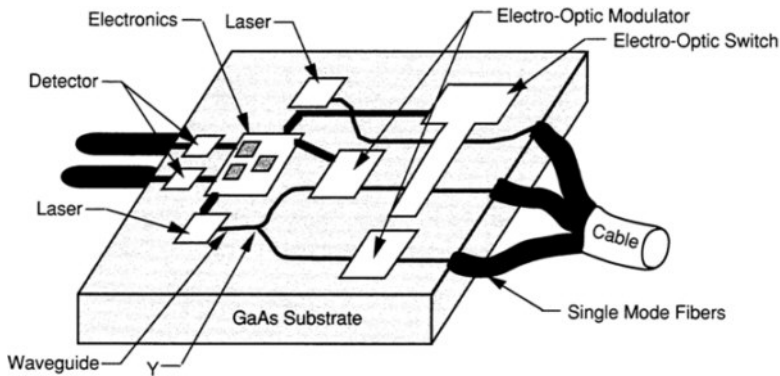 Electronics
Laser
Electro-Optic Modulator
Electro-Optic Switch
Detector
Laser
Cable
GaAs Substrate
Single Mode Fibers
Waveguide
Y